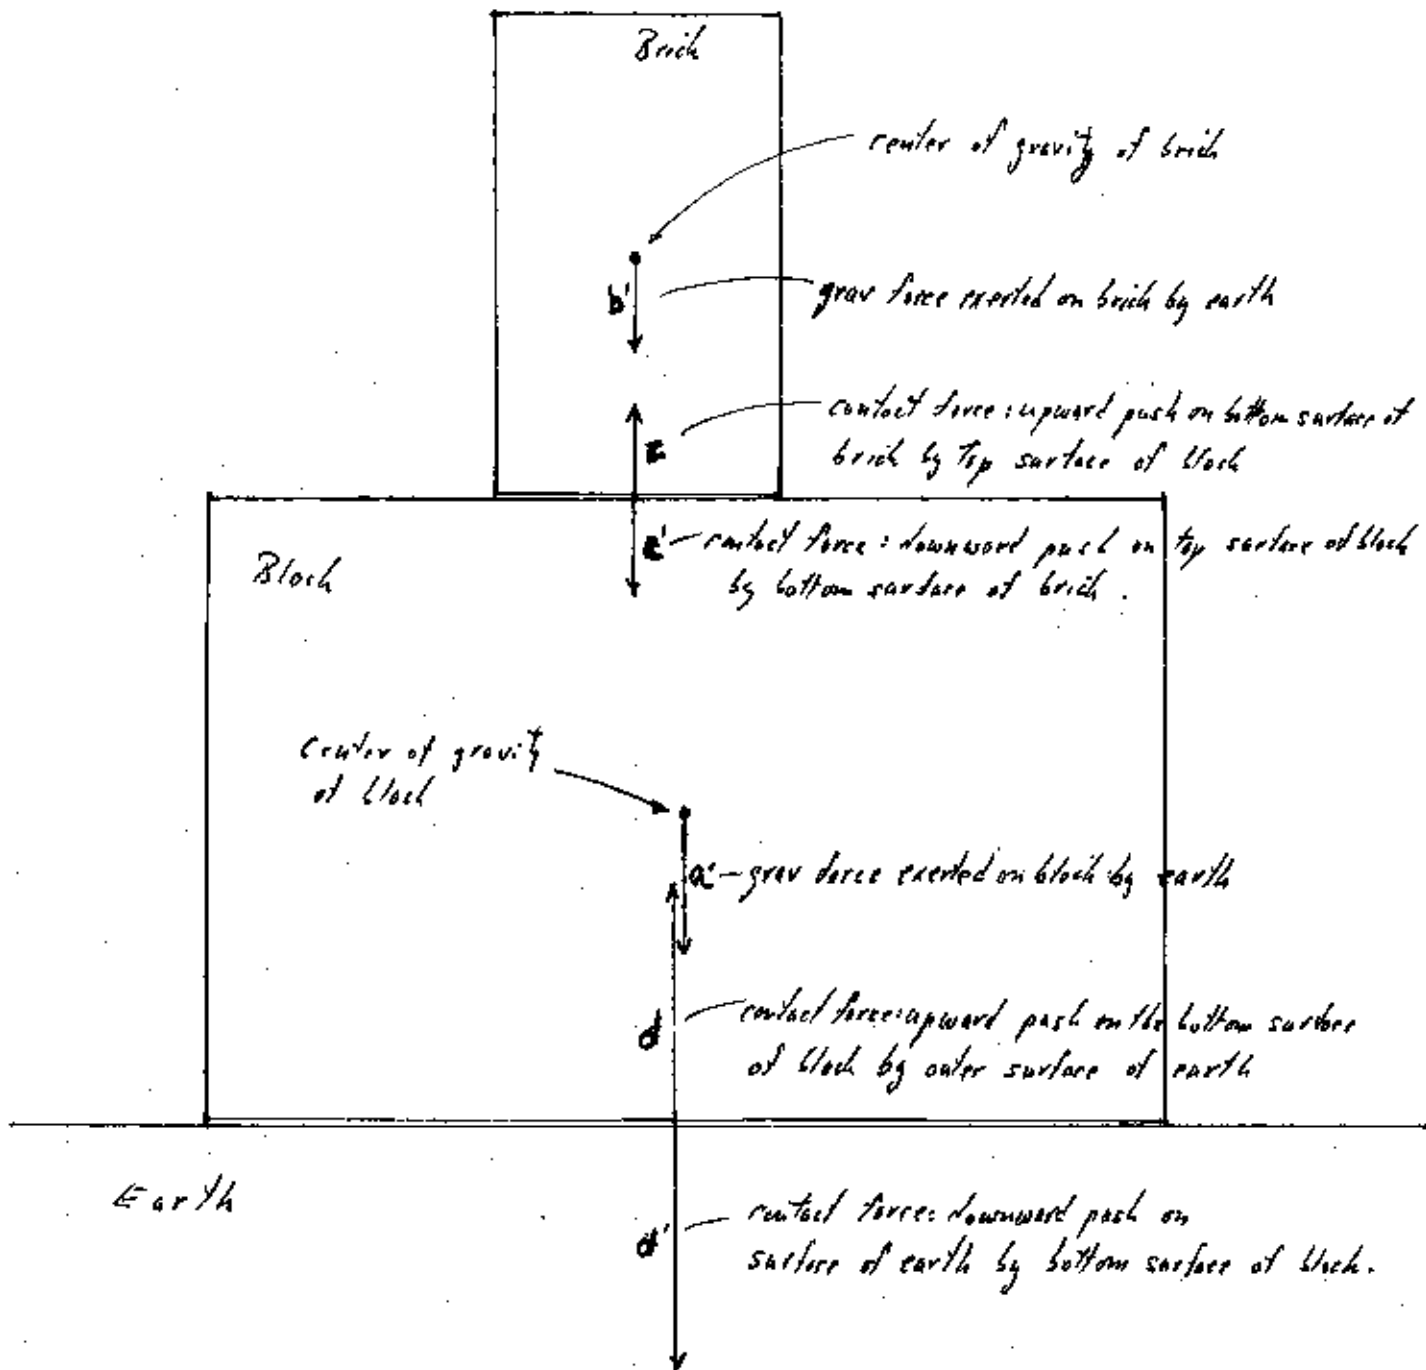 Brick
center of gravity of brick
b'
grav force exerted on brick by earth
contact force: upward push on bottom surface of
brick by top surface of block
c
c'
contact force: downward push on top surface of block
by bottom surface of brick.
Block
Center of gravity
of block
a'
grav force exerted on block by earth
d
contact force: upward push on the bottom surface
of block by outer surface of earth
Earth
d'
contact force: downward push on
surface of earth by bottom surface of block.